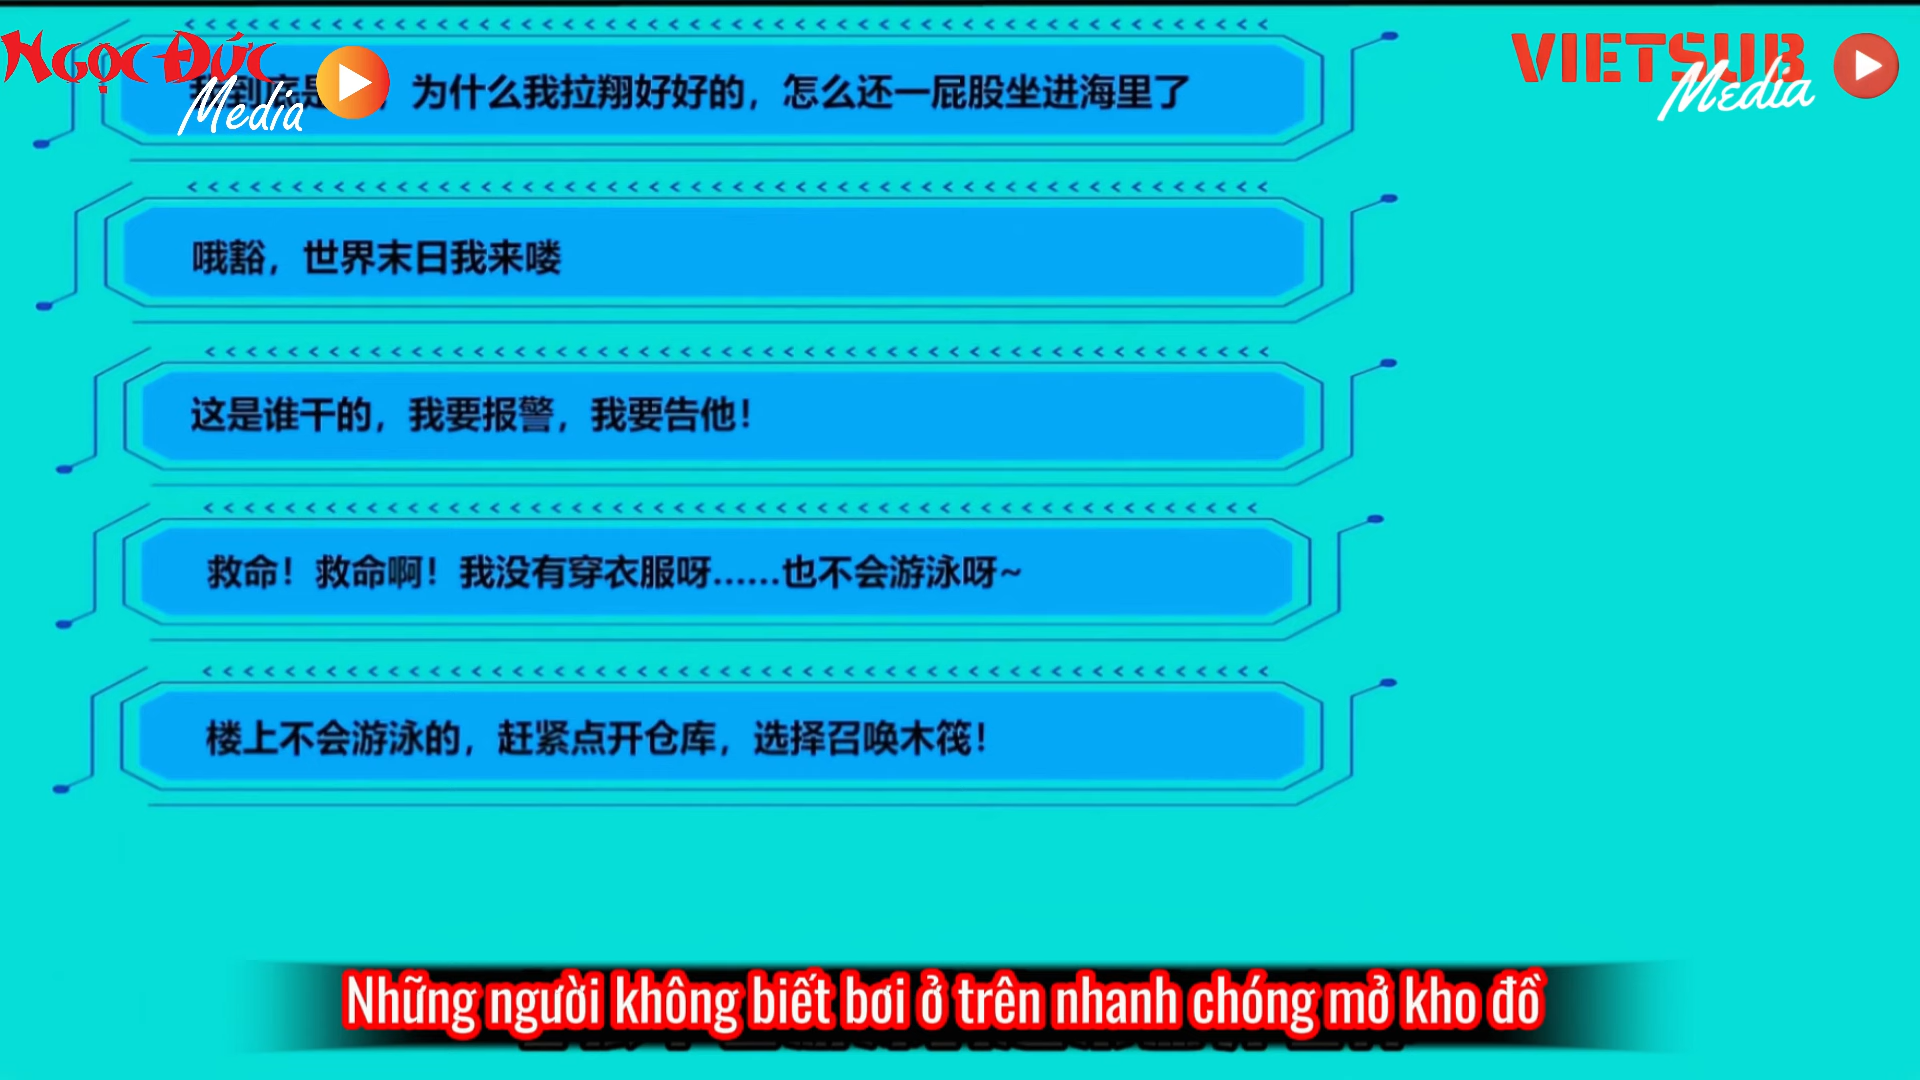 Ngọc Đức
Media
VIETSUB
Media
到底是 为什么我拉翔好好的，怎么还一屁股坐进海里了
哦豁，世界末日我来喽
这是谁干的，我要报警，我要告他！
救命！救命啊！我没有穿衣服呀……也不会游泳呀~
楼上不会游泳的，赶紧点开仓库，选择召唤木筏！
Những người không biết bơi ở trên nhanh chóng mở kho đồ